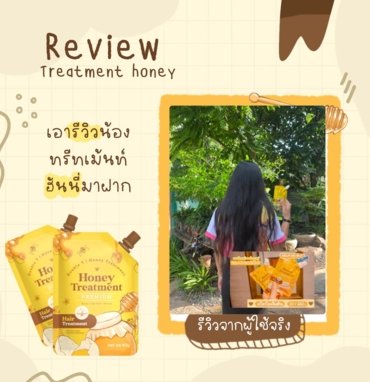 Review
Treatment honey
เอารีวิวน้อง
ทรีทเม้นท์
ฮันนี่มาฝาก
Honey
Treatment
PREMIUM
Hair
Treatment
รีวิวจากผู้ใช้จริง